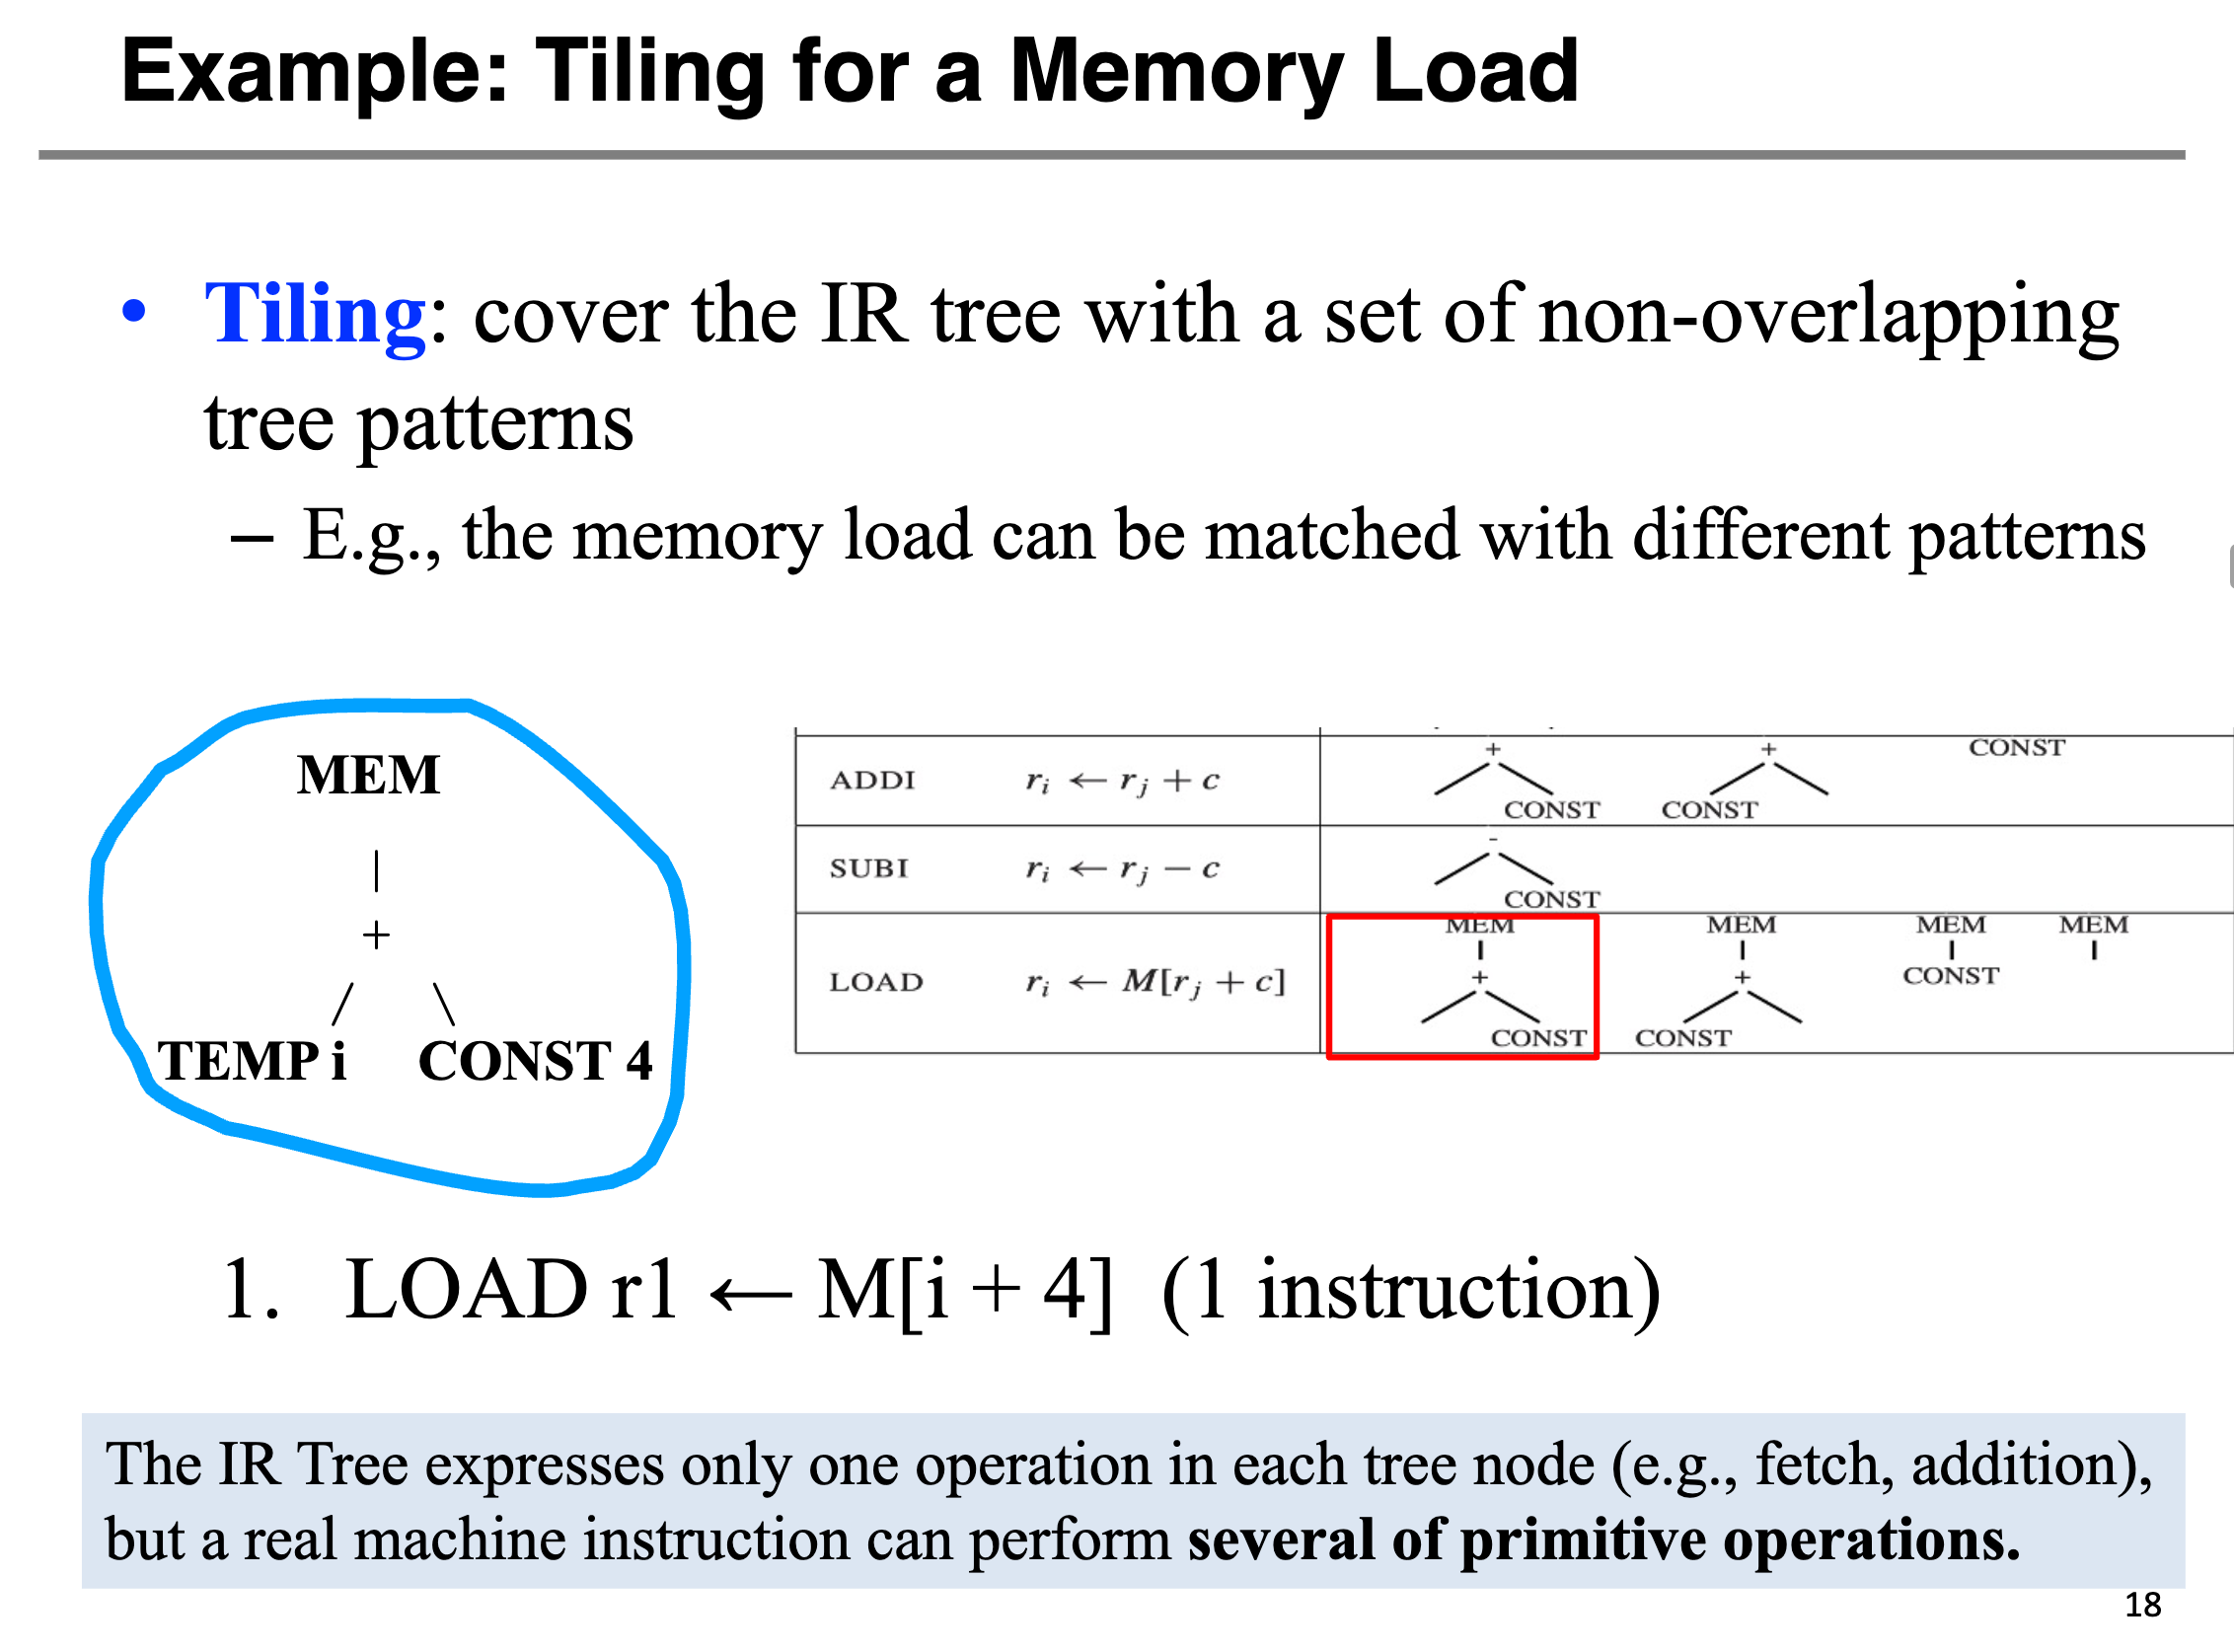 Example: Tiling for a Memory Load
• Tiling: cover the IR tree with a set of non-overlapping
tree patterns
– E.g., the memory load can be matched with different patterns
MEM
+
TEMP i CONST 4
ADDI r_i ← r_j + c + + CONST
CONST CONST
SUBI r_i ← r_j − c -
CONST
MEM MEM MEM MEM
LOAD r_i ← M[r_j + c] + + CONST
CONST CONST
1. LOAD r1 ← M[i + 4] (1 instruction)
The IR Tree expresses only one operation in each tree node (e.g., fetch, addition),
but a real machine instruction can perform several of primitive operations.
18